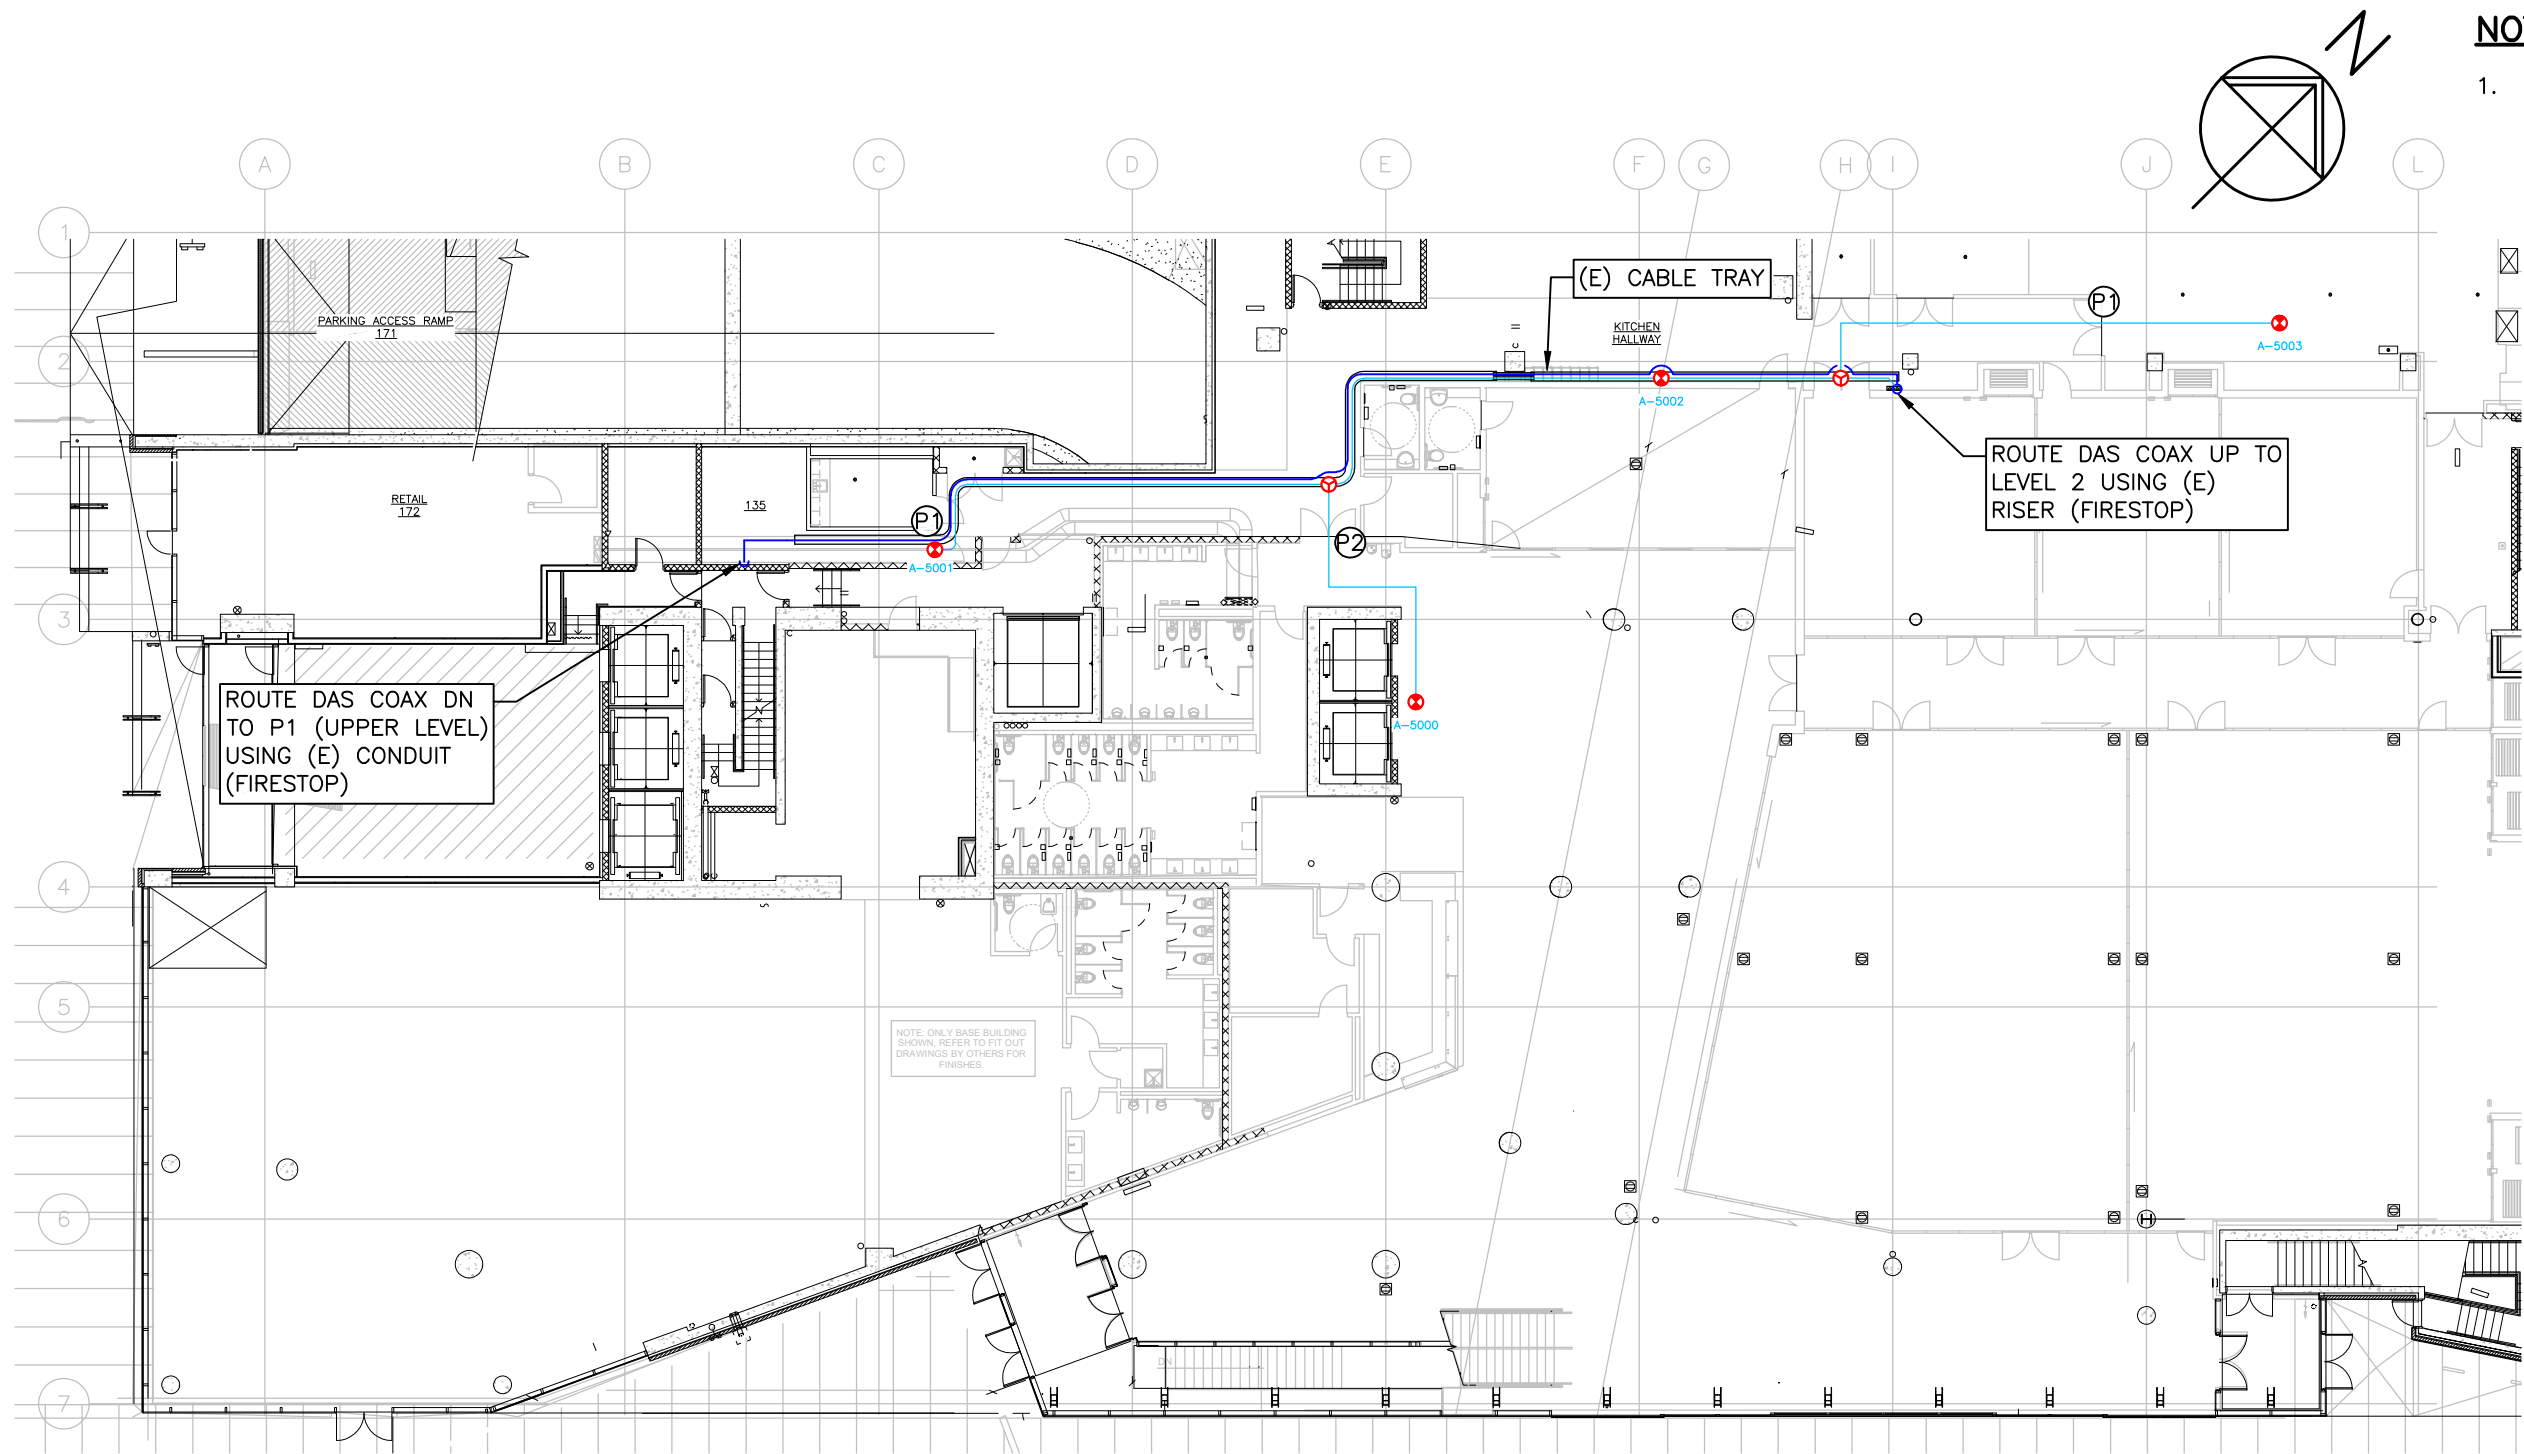 N
NO
1.
A
B
C
D
E
F
G
H
I
J
L
1
2
3
4
5
6
7
PARKING ACCESS RAMP
171
(E) CABLE TRAY
KITCHEN
HALLWAY
P1
A-5003
A-5002
ROUTE DAS COAX UP TO
LEVEL 2 USING (E)
RISER (FIRESTOP)
RETAIL
172
135
P1
A-5001
P2
A-5000
ROUTE DAS COAX DN
TO P1 (UPPER LEVEL)
USING (E) CONDUIT
(FIRESTOP)
NOTE: ONLY BASE BUILDING
SHOWN, REFER TO FIT OUT
DRAWINGS BY OTHERS FOR
FINISHES.
H
DN